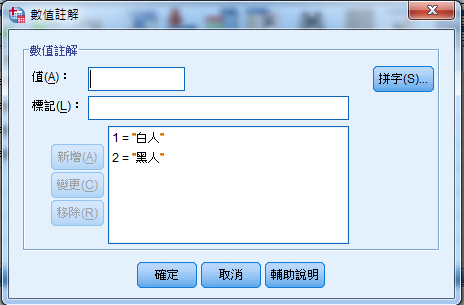 數值註解
數值註解
值(A)：
拼字(S)...
標記(L)：
1 = "白人"
2 = "黑人"
新增(A)
變更(C)
移除(R)
確定
取消
輔助說明